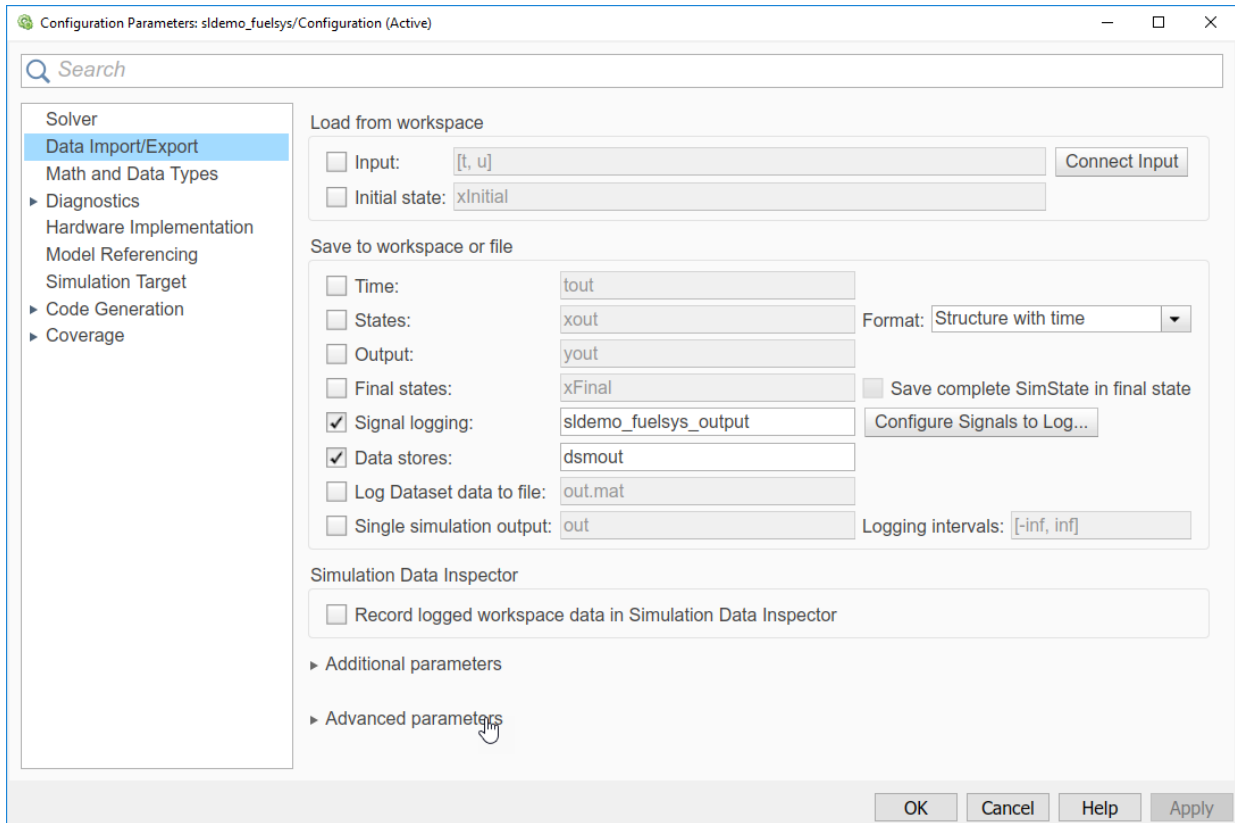 Configuration Parameters: sldemo_fuelsys/Configuration (Active)
Search
Solver
Data Import/Export
Math and Data Types
Diagnostics
Hardware Implementation
Model Referencing
Simulation Target
Code Generation
Coverage
Load from workspace
Input: [t, u] Connect Input
Initial state: xInitial
Save to workspace or file
Time: tout
States: xout Format: Structure with time
Output: yout
Final states: xFinal Save complete SimState in final state
Signal logging: sldemo_fuelsys_output Configure Signals to Log...
Data stores: dsmout
Log Dataset data to file: out.mat
Single simulation output: out Logging intervals: [-inf, inf]
Simulation Data Inspector
Record logged workspace data in Simulation Data Inspector
Additional parameters
Advanced parameters
OK Cancel Help Apply